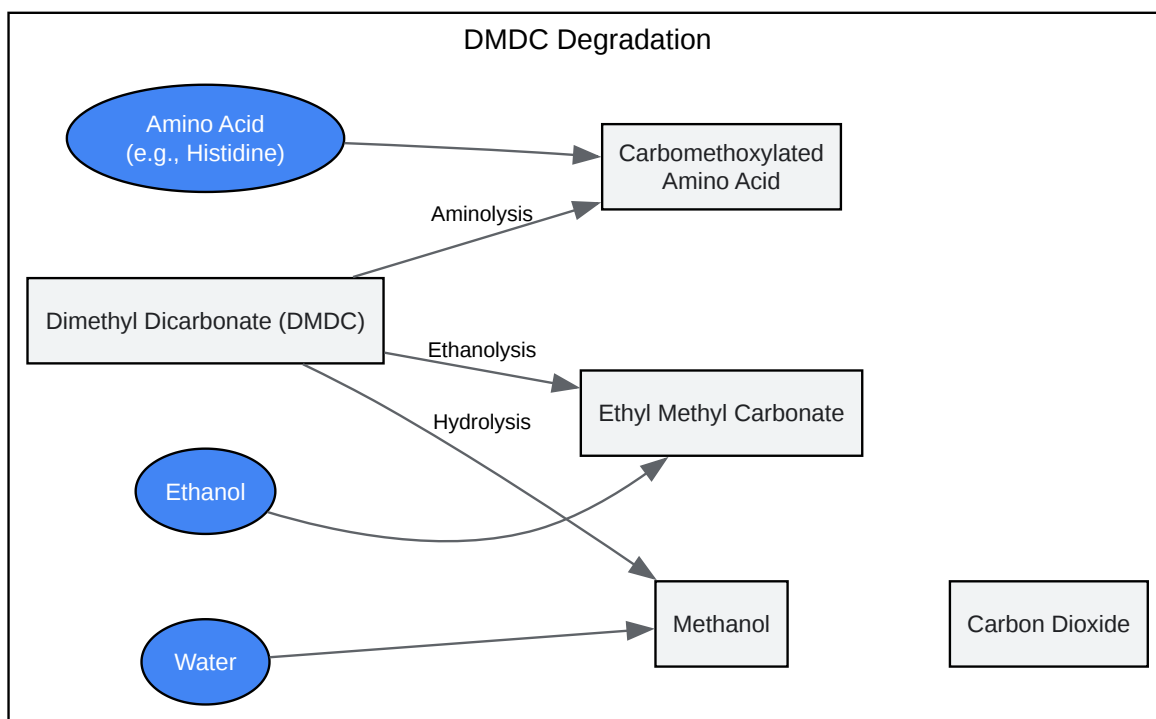 DMDC Degradation
Amino Acid
(e.g., Histidine)
Carbomethoxylated
Amino Acid
Aminolysis
Dimethyl Dicarbonate (DMDC)
Ethanolysis
Ethyl Methyl Carbonate
Hydrolysis
Ethanol
Methanol
Carbon Dioxide
Water